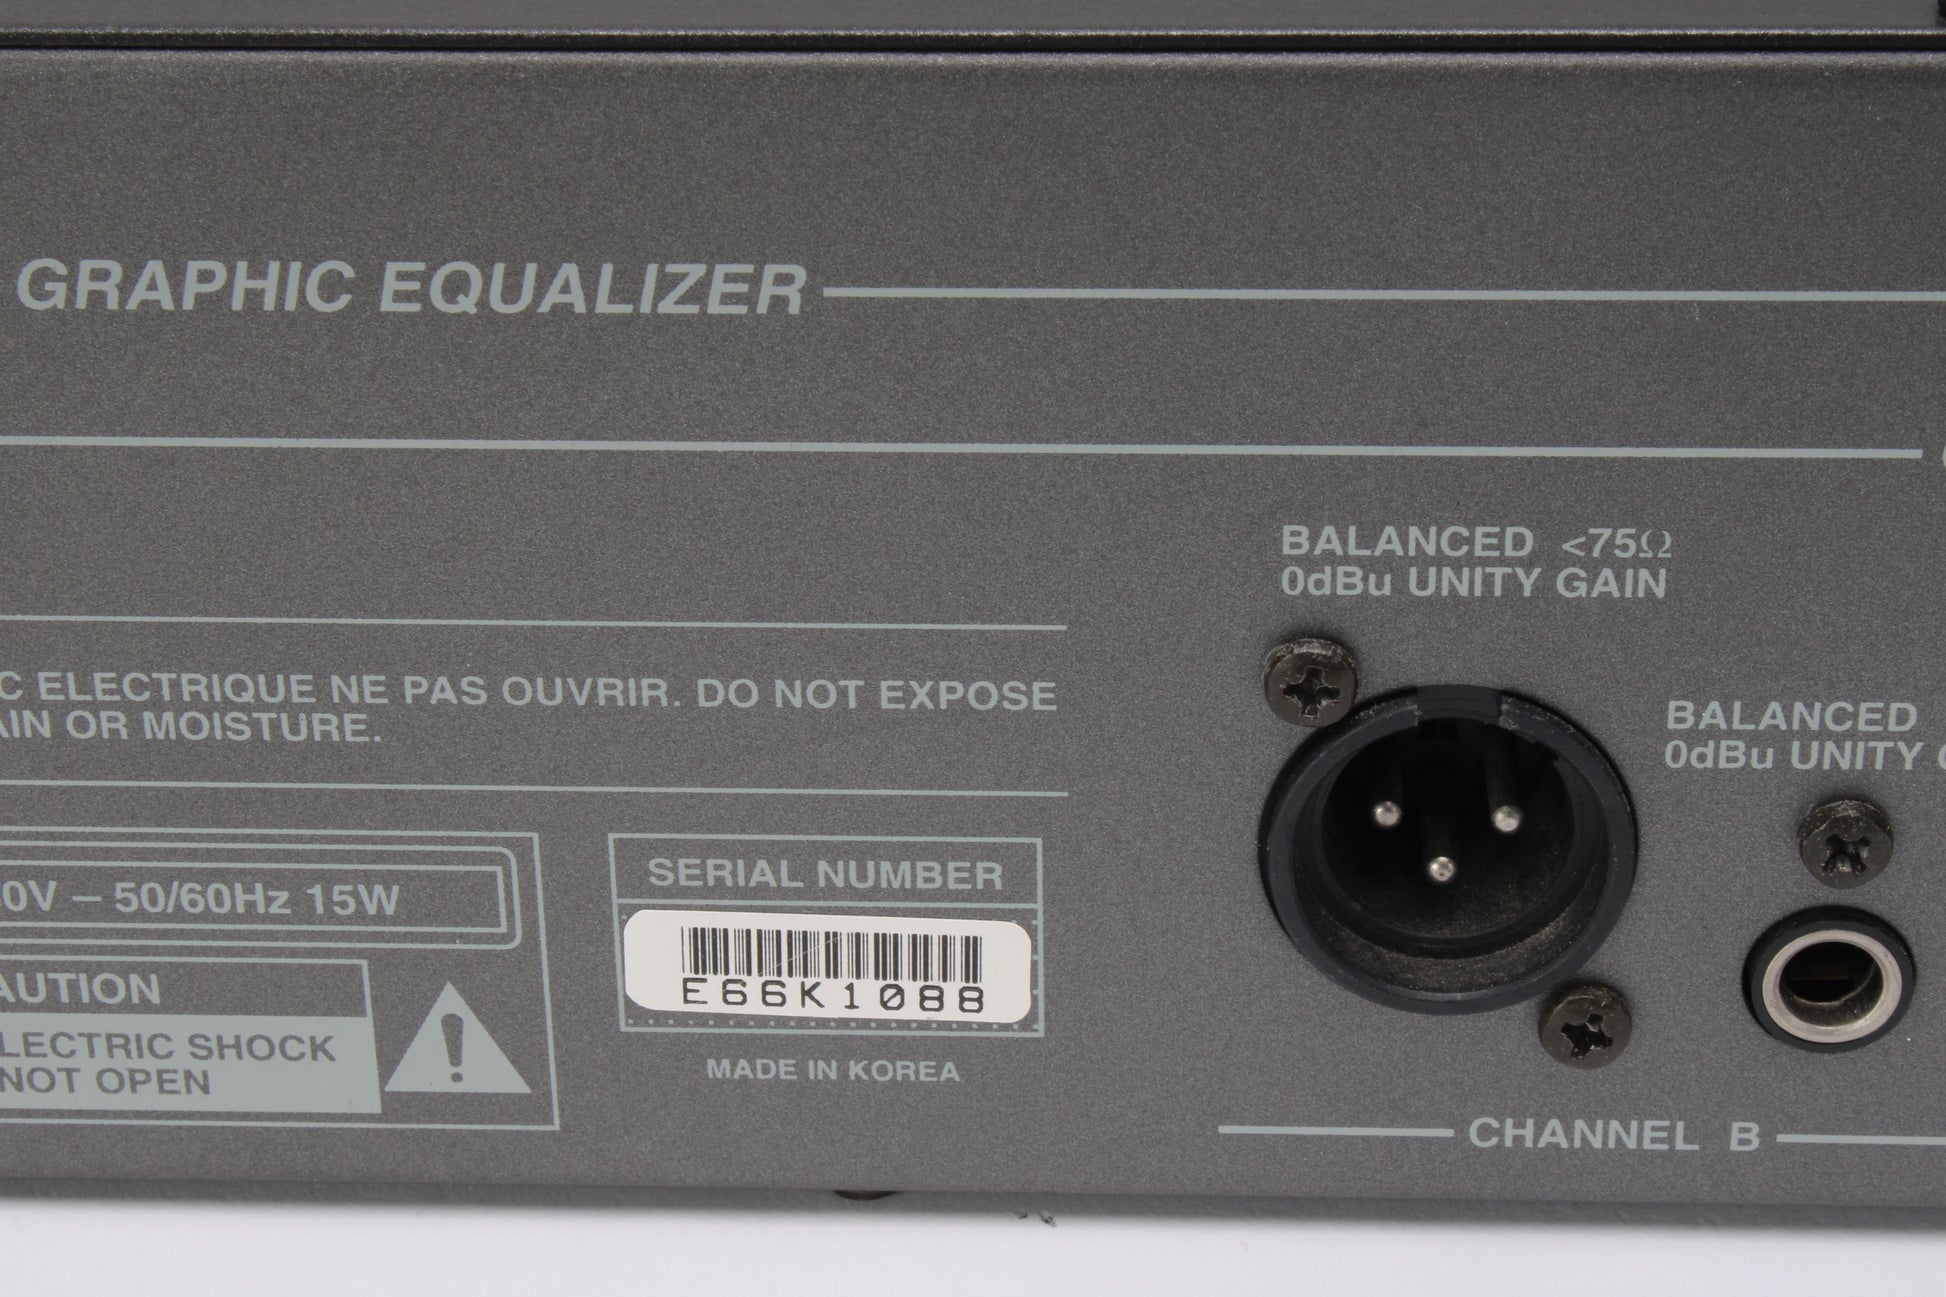 GRAPHIC EQUALIZER
BALANCED <75Ω
0dBu UNITY GAIN
C ELECTRIQUE NE PAS OUVRIR. DO NOT EXPOSE
AIN OR MOISTURE.
BALANCED
0dBu UNITY
0V – 50/60Hz 15W
SERIAL NUMBER
E66K1088
AUTION
LECTRIC SHOCK
NOT OPEN
MADE IN KOREA
CHANNEL B